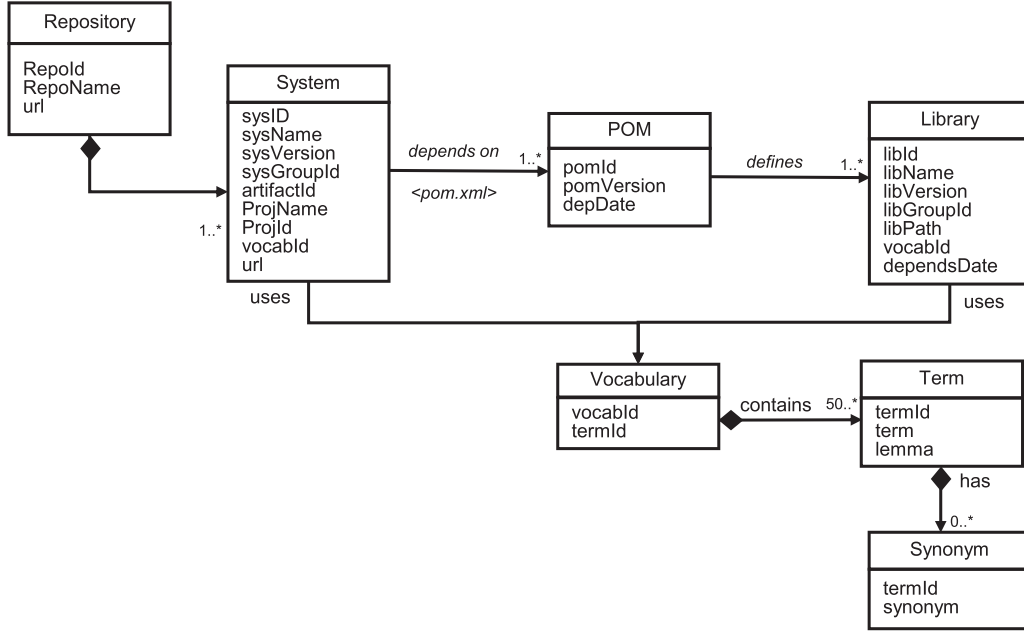 Repository
RepoId
RepoName
url
System
sysID
sysName
sysVersion
sysGroupId
artifactId
ProjName
ProjId
vocabId
url
1..*
depends on
<pom.xml>
1..*
POM
pomId
pomVersion
depDate
defines
1..*
Library
libId
libName
libVersion
libGroupId
libPath
vocabId
dependsDate
uses
uses
Vocabulary
vocabId
termId
contains
50..*
Term
termId
term
lemma
has
0..*
Synonym
termId
synonym